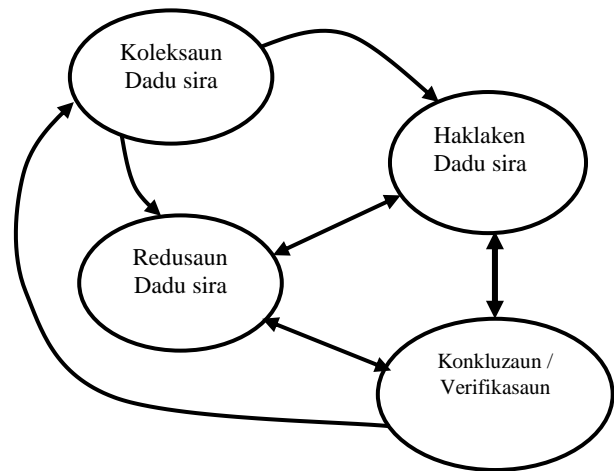 Koleksaun
Dadu sira
Haklaken
Dadu sira
Redusaun
Dadu sira
Konkluzaun /
Verifikasaun